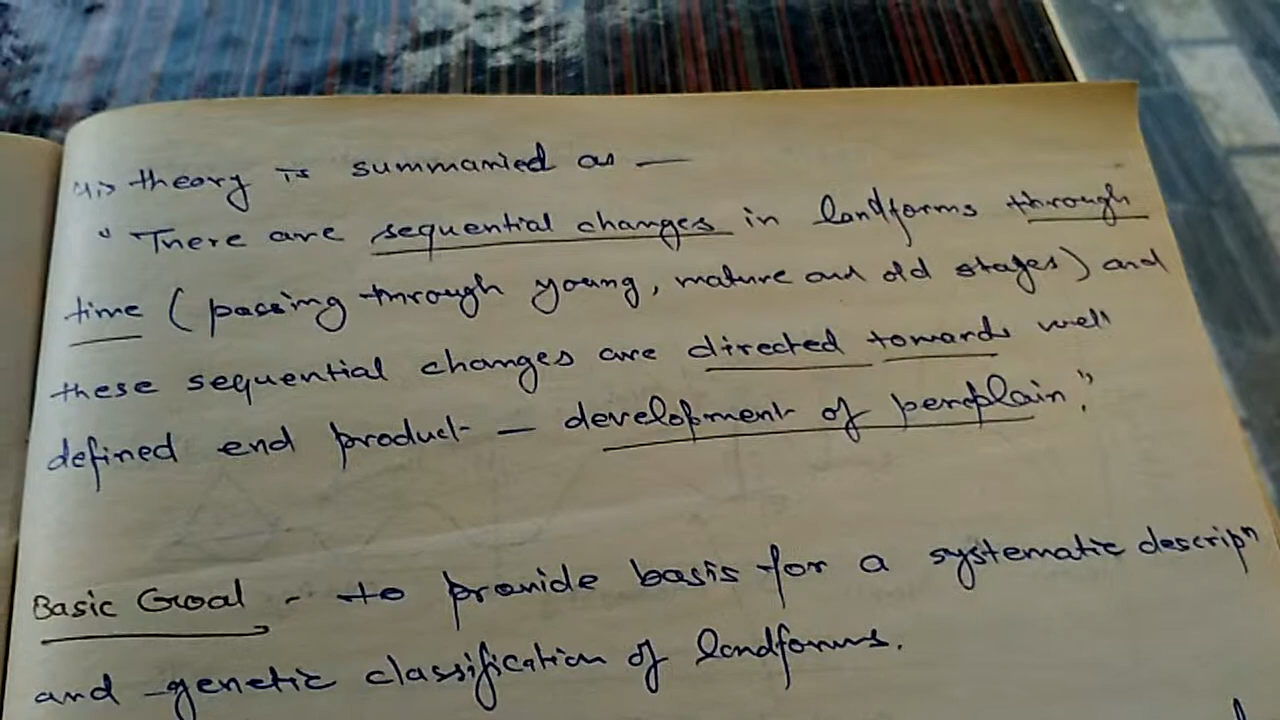 His theory is summaried as —
"There are sequential changes in landforms through
time (passing through young, mature and old stages) and
these sequential changes are directed towards well
defined end product — development of peneplain".
Basic Goal - to provide basis for a systematic descripⁿ
and genetic classification of landforms.